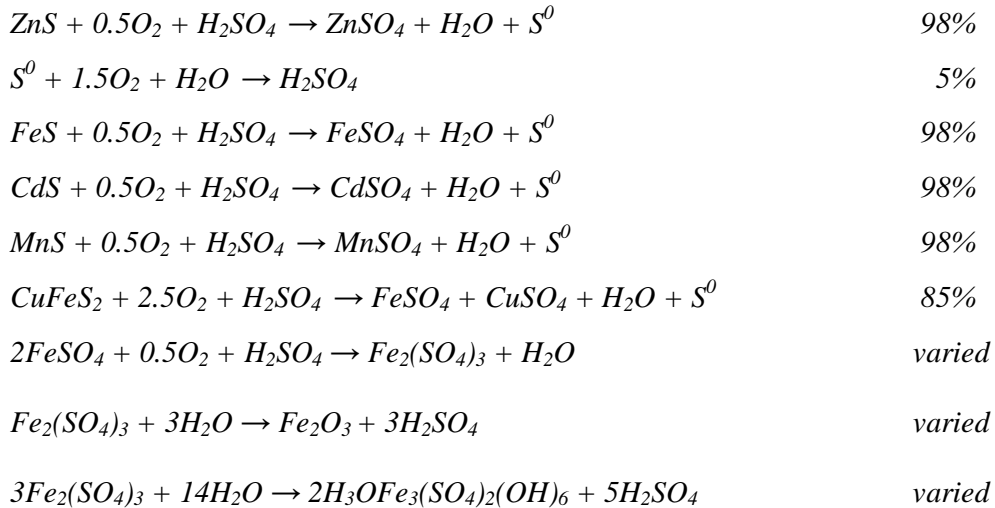 ZnS + 0.5O₂ + H₂SO₄ → ZnSO₄ + H₂O + S⁰ 98%
S⁰ + 1.5O₂ + H₂O → H₂SO₄ 5%
FeS + 0.5O₂ + H₂SO₄ → FeSO₄ + H₂O + S⁰ 98%
CdS + 0.5O₂ + H₂SO₄ → CdSO₄ + H₂O + S⁰ 98%
MnS + 0.5O₂ + H₂SO₄ → MnSO₄ + H₂O + S⁰ 98%
CuFeS₂ + 2.5O₂ + H₂SO₄ → FeSO₄ + CuSO₄ + H₂O + S⁰ 85%
2FeSO₄ + 0.5O₂ + H₂SO₄ → Fe₂(SO₄)₃ + H₂O varied
Fe₂(SO₄)₃ + 3H₂O → Fe₂O₃ + 3H₂SO₄ varied
3Fe₂(SO₄)₃ + 14H₂O → 2H₃OFe₃(SO₄)₂(OH)₆ + 5H₂SO₄ varied